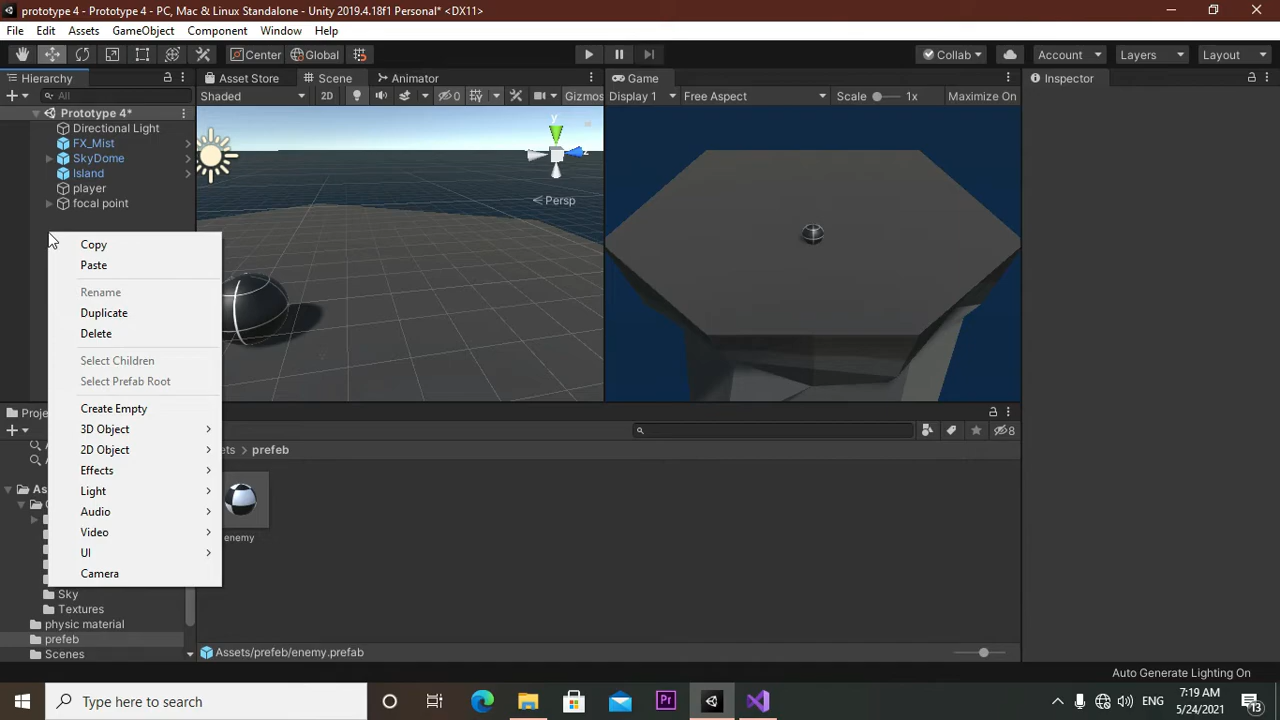 prototype 4 - PC, Mac & Linux Standalone - Unity 2019.4.18f1 Personal* <DX11>
File Edit Assets GameObject Component Window Help
Center Global Collab Account Layers Layout
Hierarchy Asset Store Scene Animator Game Inspector
All Shaded 2D 0 Gizmos Display 1 Free Aspect Scale 1x Maximize On
Prototype 4*
Directional Light
FX_Mist
SkyDome
Island
player
focal point
y
z
Persp
Copy
Paste
Rename
Duplicate
Delete
Select Children
Select Prefab Root
Create Empty
3D Object
2D Object
Effects
Light
Audio
Video
UI
Camera
Proje
8
As
ets > prefeb
enemy
Sky
Textures
physic material
prefeb
Scenes
Assets/prefeb/enemy.prefab
Auto Generate Lighting On
Type here to search
Pr
ENG
7:19 AM
5/24/2021
13